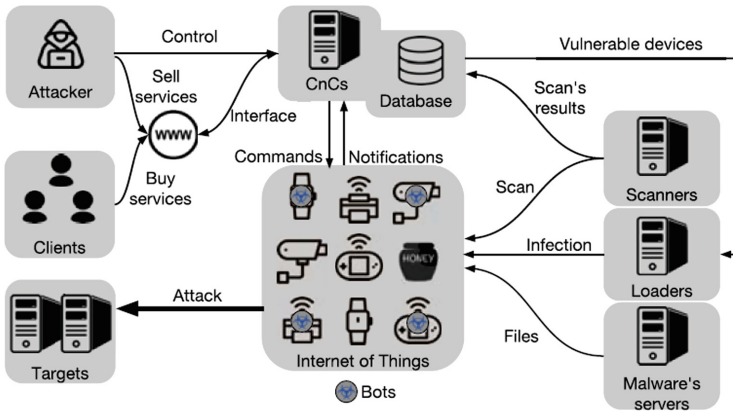 Attacker
Control
Sell
services
www
Interface
Buy
services
Clients
CnCs
Database
Vulnerable devices
Scan's
results
Scanners
Scan
Commands
Notifications
HONEY
Infection
Loaders
Attack
Targets
Internet of Things
Files
Malware's
servers
Bots